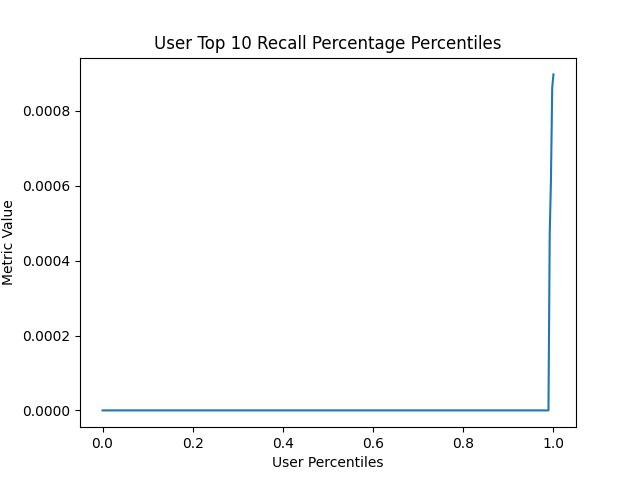 User Top 10 Recall Percentage Percentiles
Metric Value
0.0008
0.0006
0.0004
0.0002
0.0000
0.0 0.2 0.4 0.6 0.8 1.0
User Percentiles